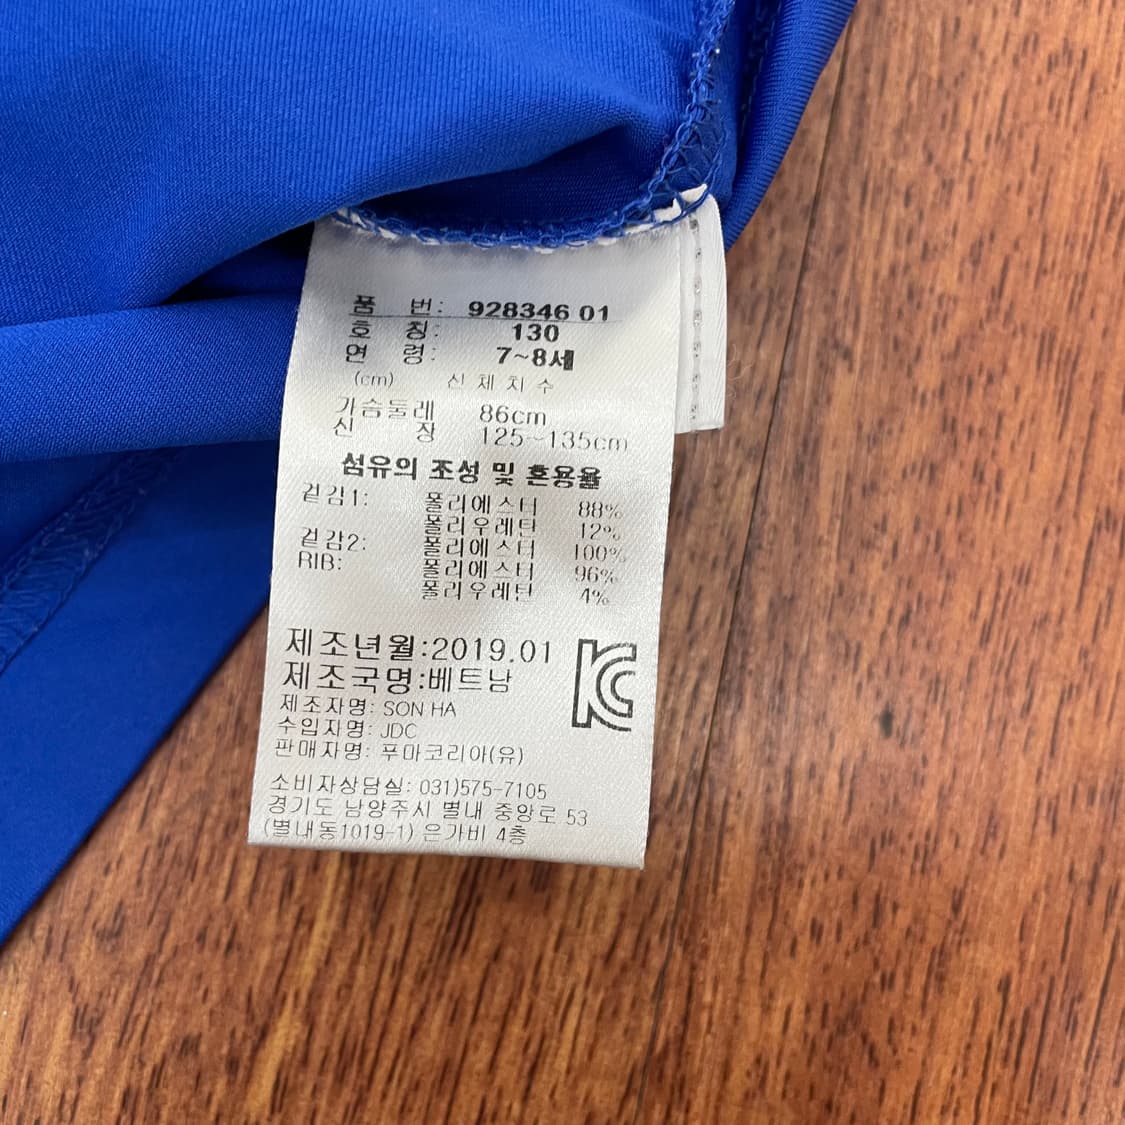 품 번: 928346 01
호 칭: 130
연 령: 7~8세
(cm) 신 체 치 수
가슴둘레 86cm
신 장 125~135cm
섬유의 조성 및 혼용율
겉감1: 폴리에스터 88%
폴리우레탄 12%
겉감2: 폴리에스터 100%
RIB: 폴리에스터 96%
폴리우레탄 4%
제조년월:2019.01
제조국명:베트남
제조자명: SON HA
수입자명: JDC
판매자명: 푸마코리아(유)
소비자상담실: 031)575-7105
경기도 남양주시 별내 중앙로 53
(별내동1019-1) 은가비 4층